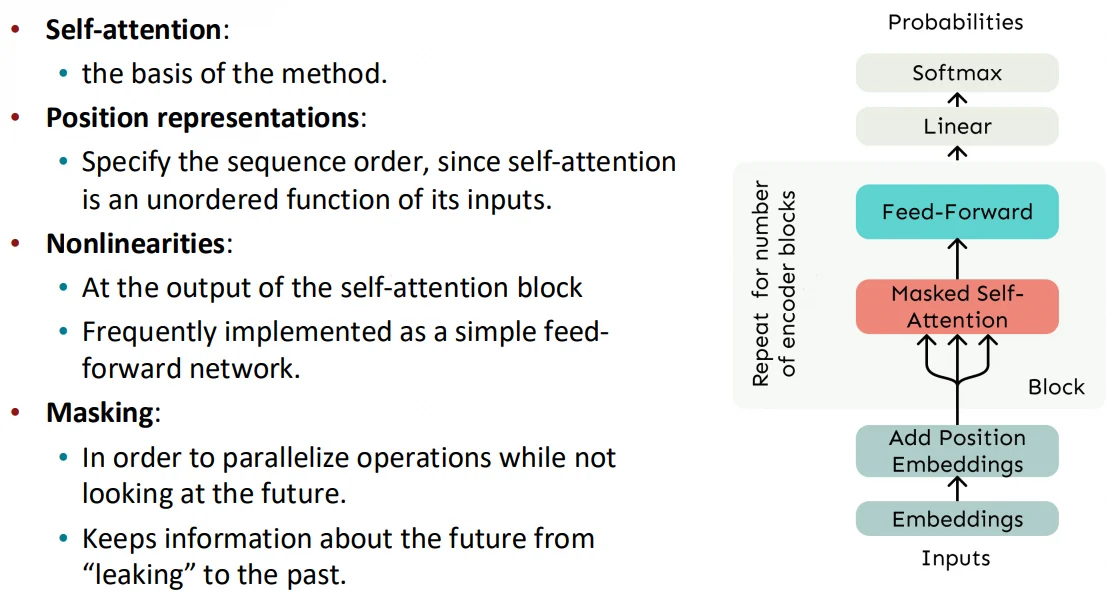 • Self-attention:
• the basis of the method.
• Position representations:
• Specify the sequence order, since self-attention
is an unordered function of its inputs.
• Nonlinearities:
• At the output of the self-attention block
• Frequently implemented as a simple feed-
forward network.
• Masking:
• In order to parallelize operations while not
looking at the future.
• Keeps information about the future from
“leaking” to the past.
Probabilities
Softmax
Linear
Repeat for number
of encoder blocks
Feed-Forward
Masked Self-
Attention
Block
Add Position
Embeddings
Embeddings
Inputs